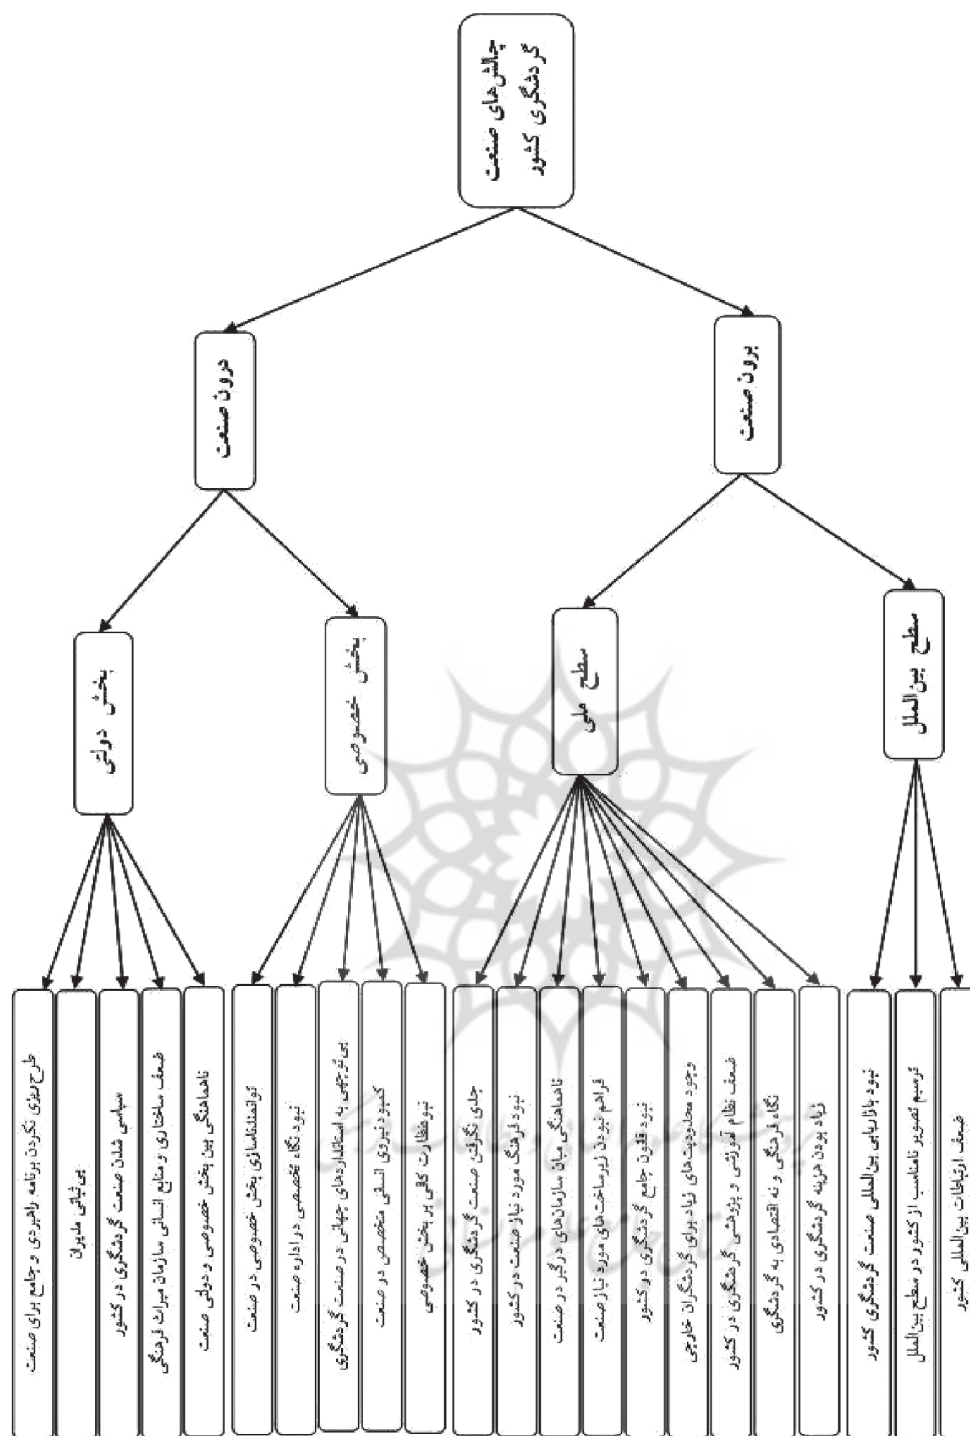 چالش‌های صنعت
گردشگری کشور
درون صنعت
برون صنعت
بخش دولتی
بخش خصوصی
سطح ملی
سطح بین‌الملل
طرح‌ریزی نکردن برنامه راهبردی و جامع برای صنعت
بی‌ثباتی مدیران
سیاسی شدن صنعت گردشگری در کشور
ضعف ساختاری و منابع انسانی سازمان میراث فرهنگی
ناهماهنگی بین بخش خصوصی و دولتی صنعت
توانمندناسازی بخش خصوصی در صنعت
نبود نگاه تخصصی در اداره صنعت
بی‌توجهی به استانداردهای جهانی در صنعت گردشگری
کمبود نیروی انسانی متخصص در صنعت
نبود نظارت کافی بر بخش خصوصی
جدی نگرفتن صنعت گردشگری در کشور
نبود فرهنگ مورد نیاز صنعت در کشور
ناهماهنگی میان سازمان‌های درگیر در صنعت
فراهم نبودن زیرساخت‌های مورد نیاز صنعت
نبود قانون جامع گردشگری در کشور
وجود محدودیت‌های زیاد برای گردشگران خارجی
ضعف نظام آموزشی و پژوهشی گردشگری در کشور
نگاه فرهنگی و نه اقتصادی به گردشگری
زیاد بودن هزینه گردشگری در کشور
نبود بازاریابی بین‌المللی صنعت گردشگری کشور
ترسیم تصویر نامناسب از کشور در سطح بین‌الملل
ضعف ارتباطات بین‌المللی کشور